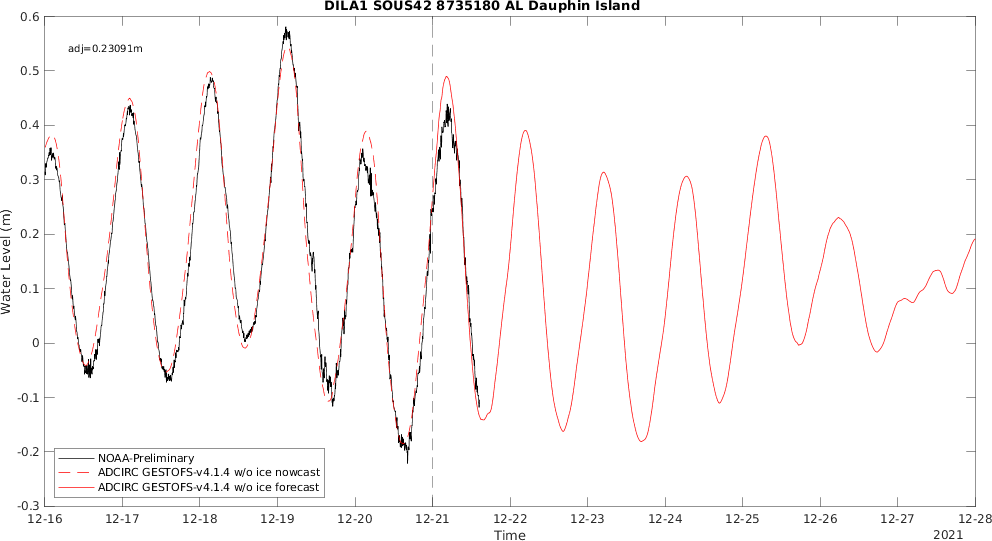 DILA1 SOUS42 8735180 AL Dauphin Island
adj=0.23091m
Water Level (m)
0.6
0.5
0.4
0.3
0.2
0.1
0
-0.1
-0.2
-0.3
NOAA-Preliminary
ADCIRC GESTOFS-v4.1.4 w/o ice nowcast
ADCIRC GESTOFS-v4.1.4 w/o ice forecast
12-16 12-17 12-18 12-19 12-20 12-21 12-22 12-23 12-24 12-25 12-26 12-27 12-28
Time
2021